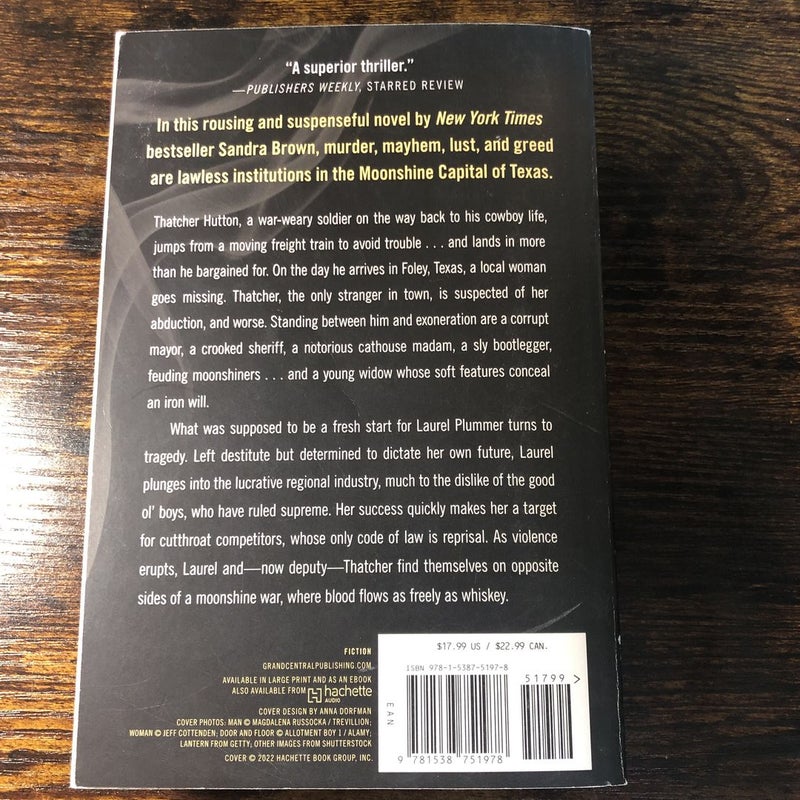 “A superior thriller.”
—PUBLISHERS WEEKLY, STARRED REVIEW
In this rousing and suspenseful novel by New York Times
bestseller Sandra Brown, murder, mayhem, lust, and greed
are lawless institutions in the Moonshine Capital of Texas.
Thatcher Hutton, a war-weary soldier on the way back to his cowboy life,
jumps from a moving freight train to avoid trouble . . . and lands in more
than he bargained for. On the day he arrives in Foley, Texas, a local woman
goes missing. Thatcher, the only stranger in town, is suspected of her
abduction, and worse. Standing between him and exoneration are a corrupt
mayor, a crooked sheriff, a notorious cathouse madam, a sly bootlegger,
feuding moonshiners . . . and a young widow whose soft features conceal
an iron will.
What was supposed to be a fresh start for Laurel Plummer turns to
tragedy. Left destitute but determined to dictate her own future, Laurel
plunges into the lucrative regional industry, much to the dislike of the good
ol’ boys, who have ruled supreme. Her success quickly makes her a target
for cutthroat competitors, whose only code of law is reprisal. As violence
erupts, Laurel and—now deputy—Thatcher find themselves on opposite
sides of a moonshine war, where blood flows as freely as whiskey.
FICTION
GRANDCENTRALPUBLISHING.COM
AVAILABLE IN LARGE PRINT AND AS AN EBOOK
ALSO AVAILABLE FROM hachette
AUDIO
COVER DESIGN BY ANNA DORFMAN
COVER PHOTOS: MAN © MAGDALENA RUSSOCKA / TREVILLION;
WOMAN © JEFF COTTENDEN; DOOR AND FLOOR © ALLOTMENT BOY 1 / ALAMY;
LANTERN FROM GETTY; OTHER IMAGES FROM SHUTTERSTOCK
COVER © 2022 HACHETTE BOOK GROUP, INC.
$17.99 US / $22.99 CAN.
ISBN 978-1-5387-5197-8
51799 >
EAN
9 781538 751978